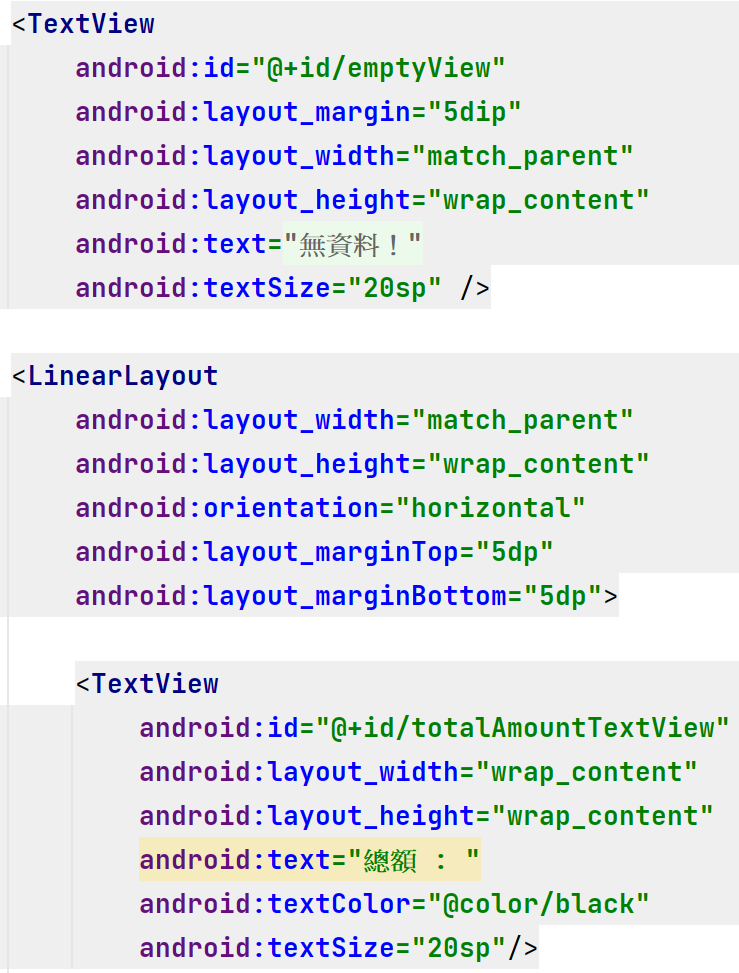 <TextView
    android:id="@+id/emptyView"
    android:layout_margin="5dip"
    android:layout_width="match_parent"
    android:layout_height="wrap_content"
    android:text="無資料！"
    android:textSize="20sp" />
<LinearLayout
    android:layout_width="match_parent"
    android:layout_height="wrap_content"
    android:orientation="horizontal"
    android:layout_marginTop="5dp"
    android:layout_marginBottom="5dp">
    <TextView
        android:id="@+id/totalAmountTextView"
        android:layout_width="wrap_content"
        android:layout_height="wrap_content"
        android:text="總額 ： "
        android:textColor="@color/black"
        android:textSize="20sp"/>